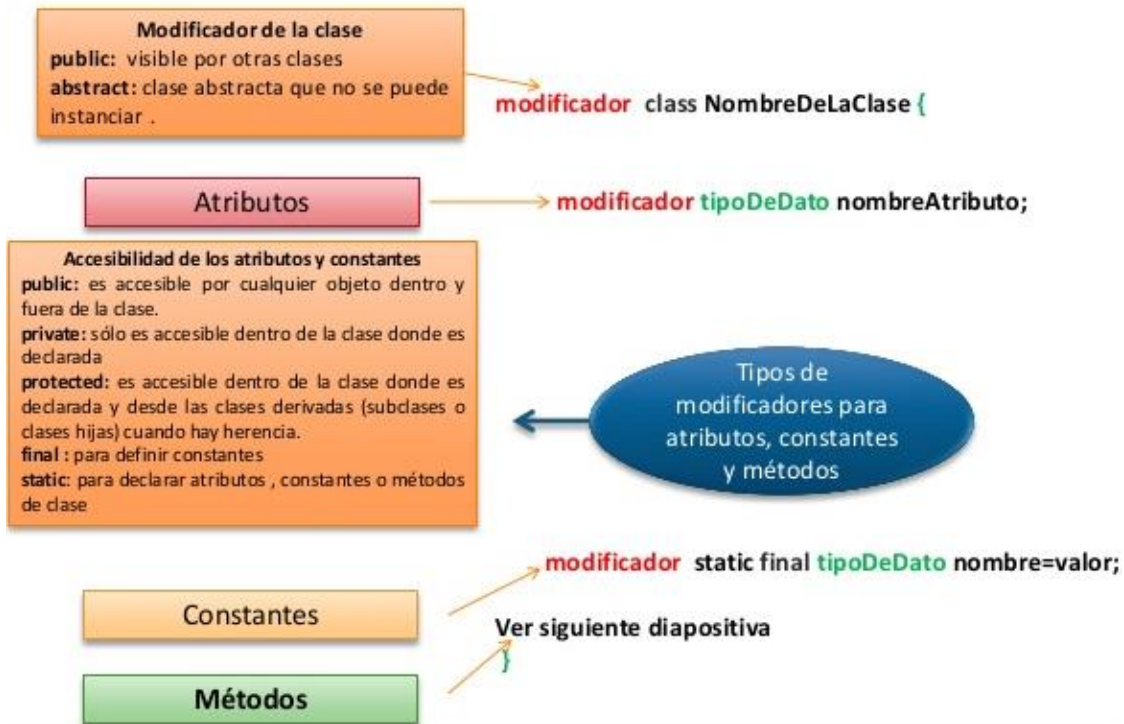 Modificador de la clase
public: visible por otras clases
abstract: clase abstracta que no se puede
instanciar .
modificador class NombreDeLaClase {
Atributos
modificador tipoDeDato nombreAtributo;
Accesibilidad de los atributos y constantes
public: es accesible por cualquier objeto dentro y
fuera de la clase.
private: sólo es accesible dentro de la clase donde es
declarada
protected: es accesible dentro de la clase donde es
declarada y desde las clases derivadas (subclases o
clases hijas) cuando hay herencia.
final : para definir constantes
static: para declarar atributos , constantes o métodos
de clase
Tipos de
modificadores para
atributos, constantes
y métodos
modificador static final tipoDeDato nombre=valor;
Constantes
Ver siguiente diapositiva
}
Métodos